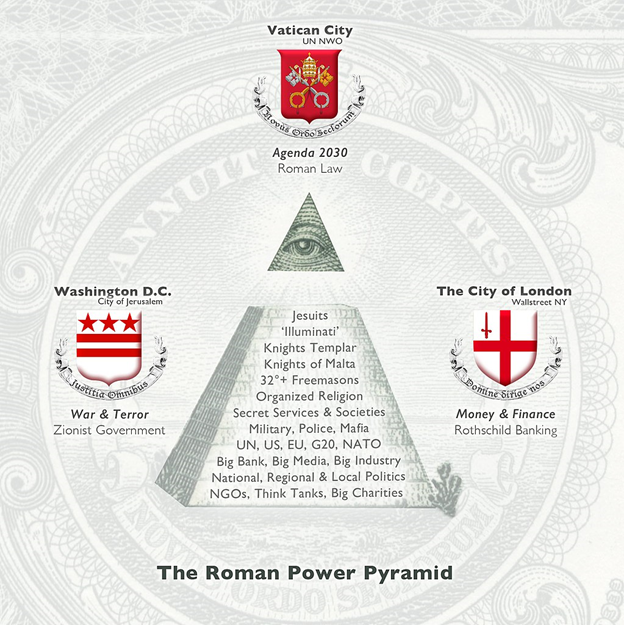 Vatican City
UN NWO
Novus Ordo Seclorum
Agenda 2030
Roman Law
ANNUIT CŒPTIS
Washington D.C.
City of Jerusalem
Justitia Omnibus
War & Terror
Zionist Government
The City of London
Wallstreet NY
Domine dirige nos
Money & Finance
Rothschild Banking
Jesuits
'Illuminati'
Knights Templar
Knights of Malta
32°+ Freemasons
Organized Religion
Secret Services & Societies
Military, Police, Mafia
UN, US, EU, G20, NATO
Big Bank, Big Media, Big Industry
National, Regional & Local Politics
NGOs, Think Tanks, Big Charities
NOVUS ORDO SECLORUM
The Roman Power Pyramid